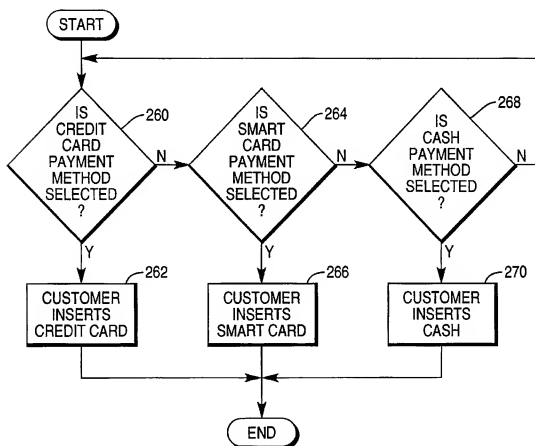 START
IS
CREDIT
CARD
PAYMENT
METHOD
SELECTED
?
260
N
Y
IS
SMART
CARD
PAYMENT
METHOD
SELECTED
?
264
N
Y
IS
CASH
PAYMENT
METHOD
SELECTED
?
268
N
Y
262
CUSTOMER
INSERTS
CREDIT CARD
266
CUSTOMER
INSERTS
SMART CARD
270
CUSTOMER
INSERTS
CASH
END